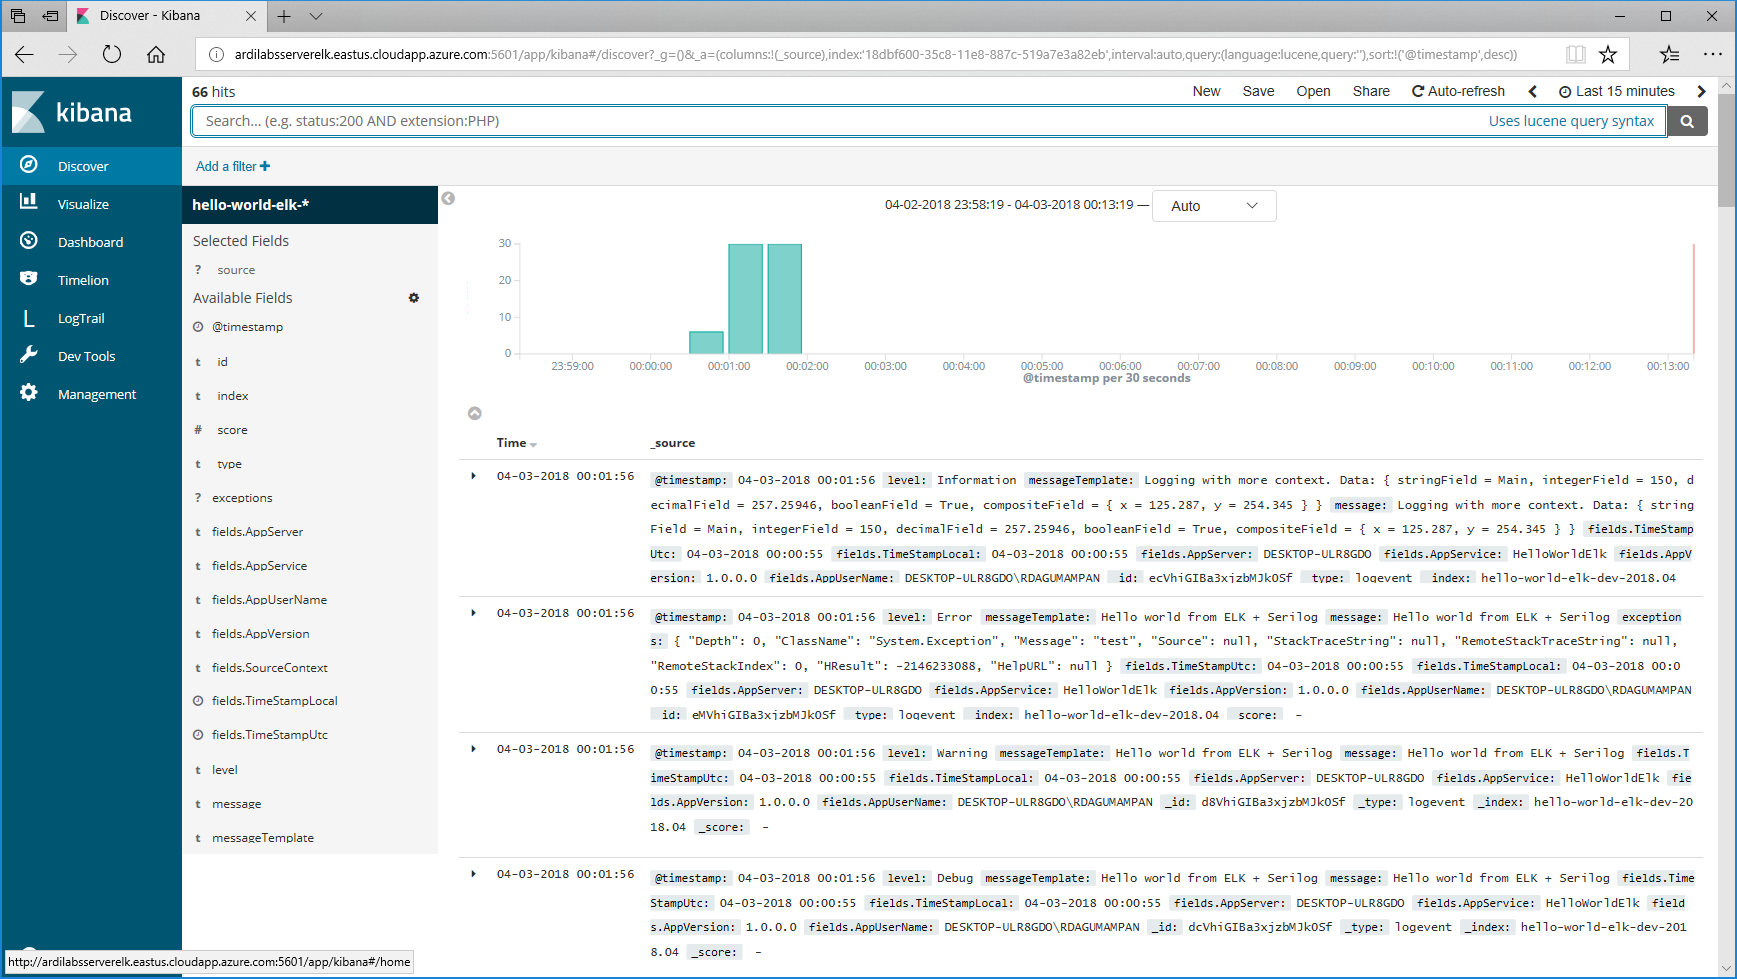 Discover - Kibana
ardilabsserverelk.eastus.cloudapp.azure.com:5601/app/kibana#/discover?_g=()&_a=(columns:!(_source),index:'18dbf600-35c8-11e8-887c-519a7e3a82eb',interval:auto,query:(language:lucene,query:''),sort:!('@timestamp',desc))
kibana
Discover
Visualize
Dashboard
Timelion
L LogTrail
Dev Tools
Management
66 hits
New Save Open Share Auto-refresh Last 15 minutes
Search... (e.g. status:200 AND extension:PHP) Uses lucene query syntax
Add a filter +
hello-world-elk-*
Selected Fields
? source
Available Fields
@timestamp
t id
t index
# score
t type
? exceptions
t fields.AppServer
t fields.AppService
t fields.AppUserName
t fields.AppVersion
t fields.SourceContext
fields.TimeStampLocal
fields.TimeStampUtc
t level
t message
t messageTemplate
04-02-2018 23:58:19 - 04-03-2018 00:13:19 — Auto
30
20
10
0
23:59:00 00:00:00 00:01:00 00:02:00 00:03:00 00:04:00 00:05:00 00:06:00 00:07:00 00:08:00 00:09:00 00:10:00 00:11:00 00:12:00 00:13:00
@timestamp per 30 seconds
Time _source
04-03-2018 00:01:56 @timestamp: 04-03-2018 00:01:56 level: Information messageTemplate: Logging with more context. Data: { stringField = Main, integerField = 150, d
ecimalField = 257.25946, booleanField = True, compositeField = { x = 125.287, y = 254.345 } } message: Logging with more context. Data: { string
Field = Main, integerField = 150, decimalField = 257.25946, booleanField = True, compositeField = { x = 125.287, y = 254.345 } } fields.TimeStamp
Utc: 04-03-2018 00:00:55 fields.TimeStampLocal: 04-03-2018 00:00:55 fields.AppServer: DESKTOP-ULR8GDO fields.AppService: HelloWorldElk fields.AppV
ersion: 1.0.0.0 fields.AppUserName: DESKTOP-ULR8GDO\RDAGUMAMPAN _id: ecVhiGIBa3xjzbMJkOSf _type: logevent _index: hello-world-elk-dev-2018.04
04-03-2018 00:01:56 @timestamp: 04-03-2018 00:01:56 level: Error messageTemplate: Hello world from ELK + Serilog message: Hello world from ELK + Serilog exception
s: { "Depth": 0, "ClassName": "System.Exception", "Message": "test", "Source": null, "StackTraceString": null, "RemoteStackTraceString": null,
"RemoteStackIndex": 0, "HResult": -2146233088, "HelpURL": null } fields.TimeStampUtc: 04-03-2018 00:00:55 fields.TimeStampLocal: 04-03-2018 00:0
0:55 fields.AppServer: DESKTOP-ULR8GDO fields.AppService: HelloWorldElk fields.AppVersion: 1.0.0.0 fields.AppUserName: DESKTOP-ULR8GDO\RDAGUMAMPAN
_id: eMVhiGIBa3xjzbMJkOSf _type: logevent _index: hello-world-elk-dev-2018.04 _score: -
04-03-2018 00:01:56 @timestamp: 04-03-2018 00:01:56 level: Warning messageTemplate: Hello world from ELK + Serilog message: Hello world from ELK + Serilog fields.T
imeStampUtc: 04-03-2018 00:00:55 fields.TimeStampLocal: 04-03-2018 00:00:55 fields.AppServer: DESKTOP-ULR8GDO fields.AppService: HelloWorldElk fie
lds.AppVersion: 1.0.0.0 fields.AppUserName: DESKTOP-ULR8GDO\RDAGUMAMPAN _id: d8VhiGIBa3xjzbMJkOSf _type: logevent _index: hello-world-elk-dev-20
18.04 _score: -
04-03-2018 00:01:56 @timestamp: 04-03-2018 00:01:56 level: Debug messageTemplate: Hello world from ELK + Serilog message: Hello world from ELK + Serilog fields.Time
StampUtc: 04-03-2018 00:00:55 fields.TimeStampLocal: 04-03-2018 00:00:55 fields.AppServer: DESKTOP-ULR8GDO fields.AppService: HelloWorldElk field
s.AppVersion: 1.0.0.0 fields.AppUserName: DESKTOP-ULR8GDO\RDAGUMAMPAN _id: dcVhiGIBa3xjzbMJkOSf _type: logevent _index: hello-world-elk-dev-201
8.04 _score: -
http://ardilabsserverelk.eastus.cloudapp.azure.com:5601/app/kibana#/home